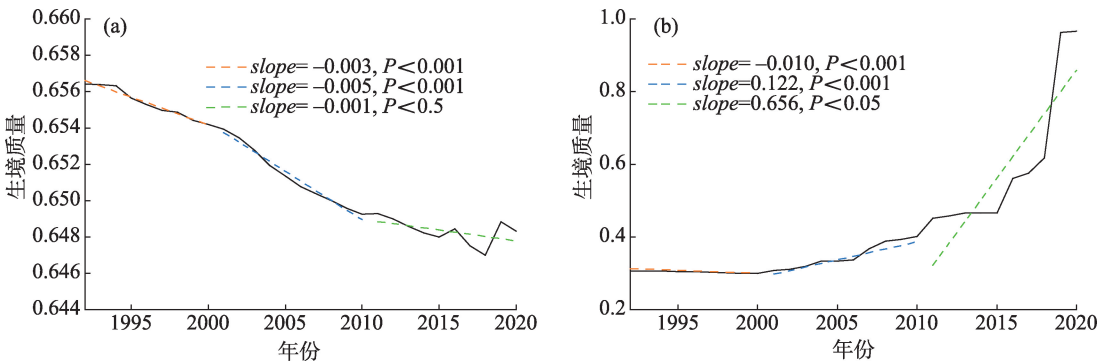 (a)
slope= –0.003, P＜0.001
slope= –0.005, P＜0.001
slope= –0.001, P＜0.5
生境质量
0.660
0.658
0.656
0.654
0.652
0.650
0.648
0.646
0.644
1995 2000 2005 2010 2015 2020
年份
(b)
slope= –0.010, P＜0.001
slope=0.122, P＜0.001
slope=0.656, P＜0.05
生境质量
1.0
0.8
0.6
0.4
0.2
1995 2000 2005 2010 2015 2020
年份